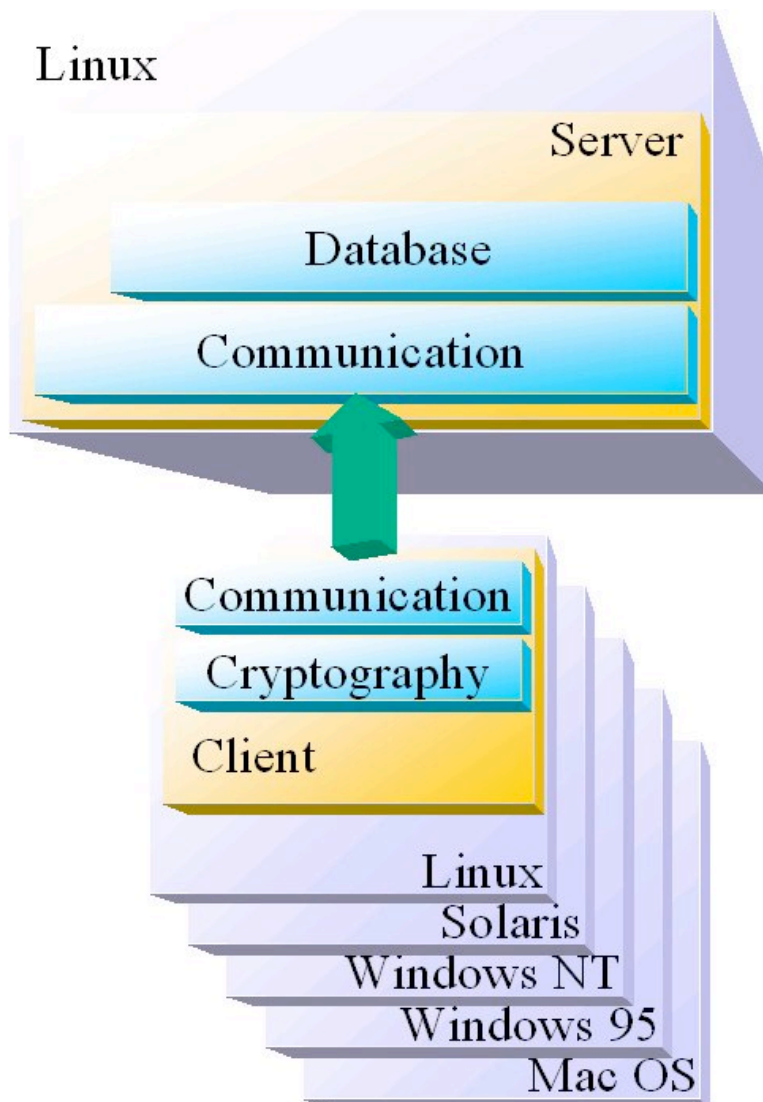 Linux
Server
Database
Communication
Communication
Cryptography
Client
Linux
Solaris
Windows NT
Windows 95
Mac OS